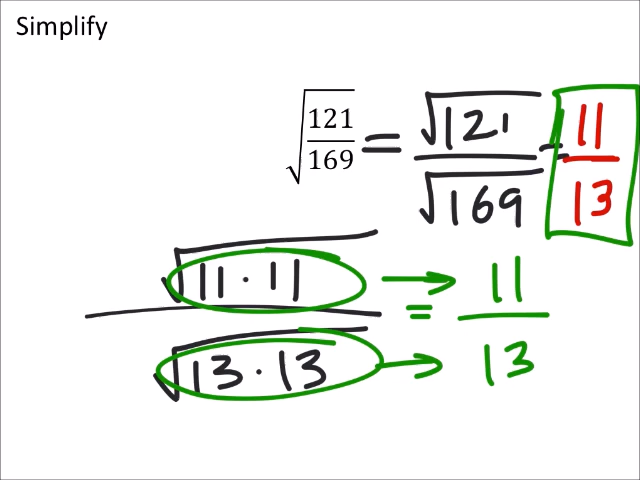 Simplify
√(121/169) = √121/√169 = 11/13
√(11·11)/√(13·13) → → = 11/13